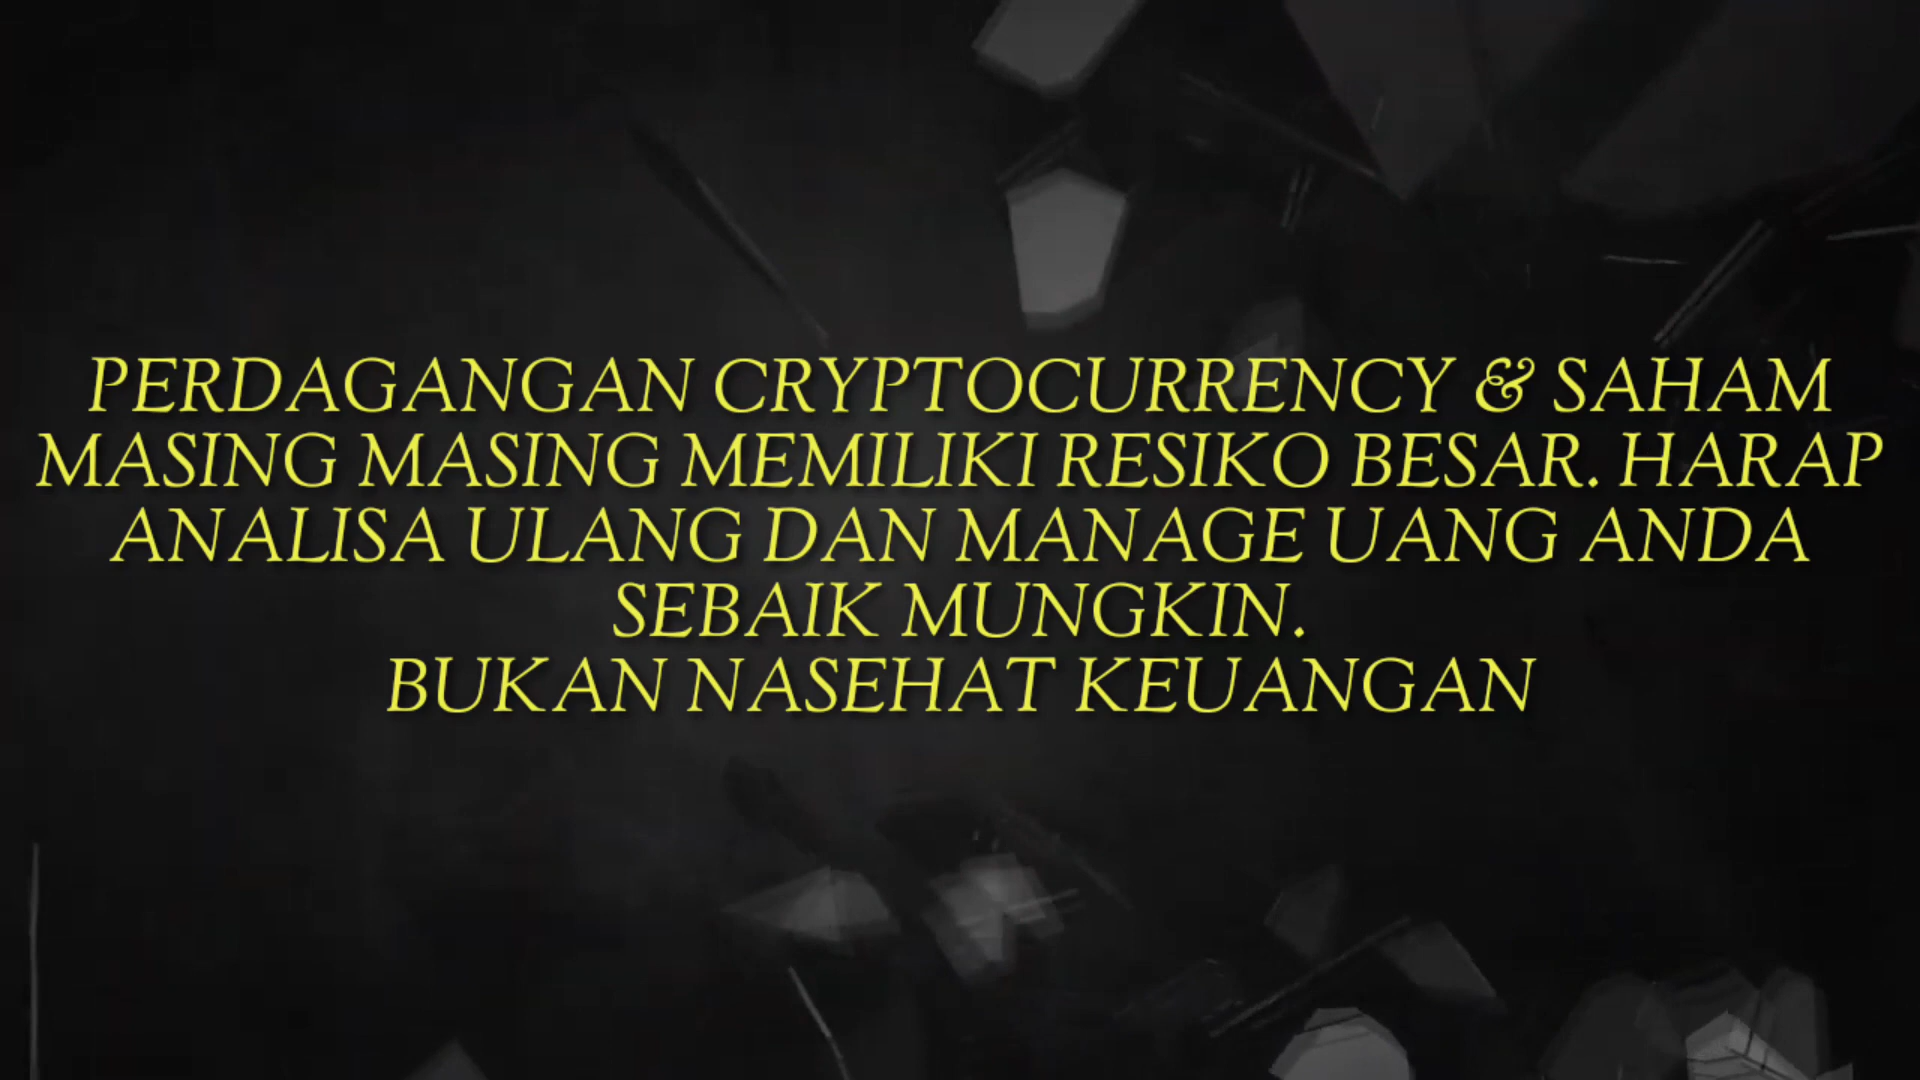 PERDAGANGAN CRYPTOCURRENCY & SAHAM
MASING MASING MEMILIKI RESIKO BESAR. HARAP
ANALISA ULANG DAN MANAGE UANG ANDA
SEBAIK MUNGKIN.
BUKAN NASEHAT KEUANGAN